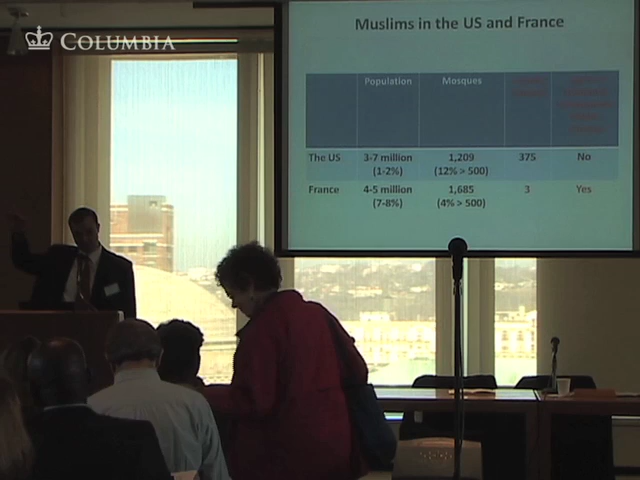 COLUMBIA
Muslims in the US and France
Population Mosques
The US 3-7 million 1,209 375 No
(1-2%) (12% > 500)
France 4-5 million 1,685 3 Yes
(7-8%) (4% > 500)